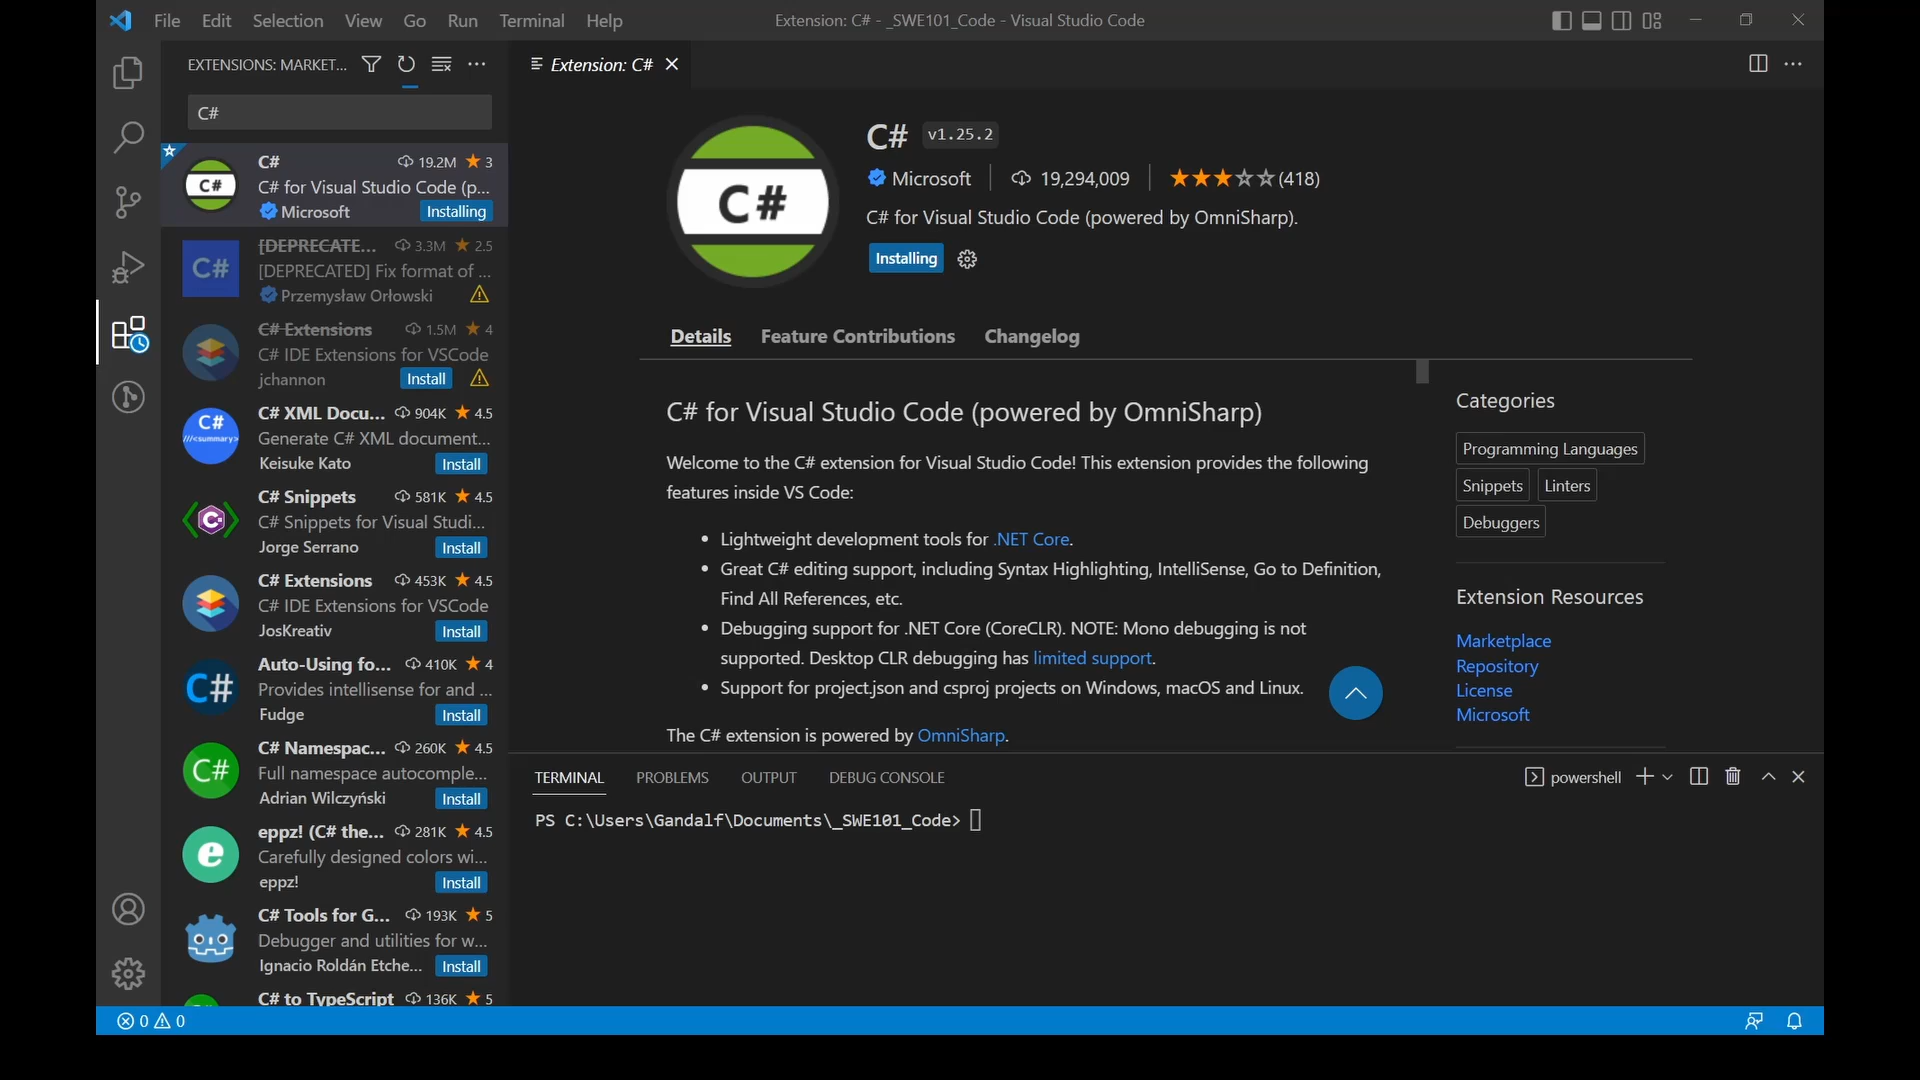 File Edit Selection View Go Run Terminal Help
Extension: C# - _SWE101_Code - Visual Studio Code
EXTENSIONS: MARKET...
C#
C# 19.2M 3
C# for Visual Studio Code (p...
Microsoft Installing
[DEPRECATE... 3.3M 2.5
[DEPRECATED] Fix format of ...
Przemysław Orłowski
C# Extensions 1.5M 4
C# IDE Extensions for VSCode
jchannon Install
C# XML Docu... 904K 4.5
Generate C# XML document...
Keisuke Kato Install
C# Snippets 581K 4.5
C# Snippets for Visual Studi...
Jorge Serrano Install
C# Extensions 453K 4.5
C# IDE Extensions for VSCode
JosKreativ Install
Auto-Using fo... 410K 4
Provides intellisense for and ...
Fudge Install
C# Namespac... 260K 4.5
Full namespace autocomple...
Adrian Wilczyński Install
eppz! (C# the... 281K 4.5
Carefully designed colors wi...
eppz! Install
C# Tools for G... 193K 5
Debugger and utilities for w...
Ignacio Roldán Etche... Install
C# to TypeScript 136K 5
C#
C#
C#
///<summary>
C
C#
C#
e
Extension: C#
C#
C# v1.25.2
Microsoft 19,294,009 (418)
C# for Visual Studio Code (powered by OmniSharp).
Installing
Details Feature Contributions Changelog
C# for Visual Studio Code (powered by OmniSharp)
Welcome to the C# extension for Visual Studio Code! This extension provides the following
features inside VS Code:
• Lightweight development tools for .NET Core.
• Great C# editing support, including Syntax Highlighting, IntelliSense, Go to Definition,
Find All References, etc.
• Debugging support for .NET Core (CoreCLR). NOTE: Mono debugging is not
supported. Desktop CLR debugging has limited support.
• Support for project.json and csproj projects on Windows, macOS and Linux.
The C# extension is powered by OmniSharp.
Categories
Programming Languages
Snippets Linters
Debuggers
Extension Resources
Marketplace
Repository
License
Microsoft
TERMINAL PROBLEMS OUTPUT DEBUG CONSOLE
powershell
PS C:\Users\Gandalf\Documents\_SWE101_Code>
0 0